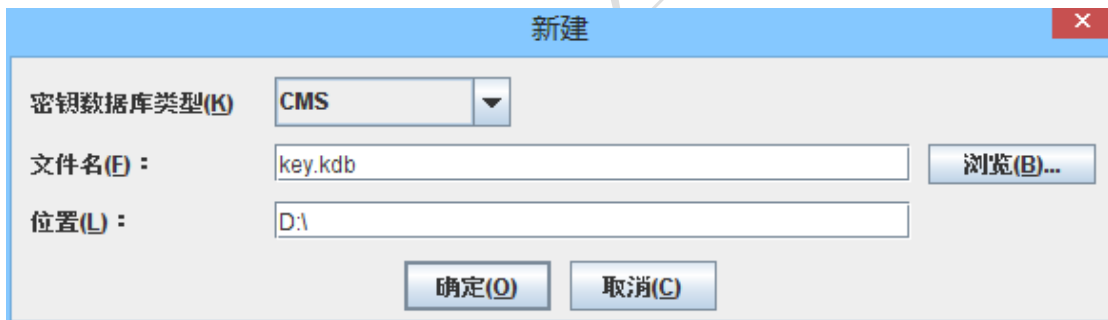 新建
密钥数据库类型(K) CMS
文件名(F)： key.kdb 浏览(B)...
位置(L)： D:\
确定(O) 取消(C)